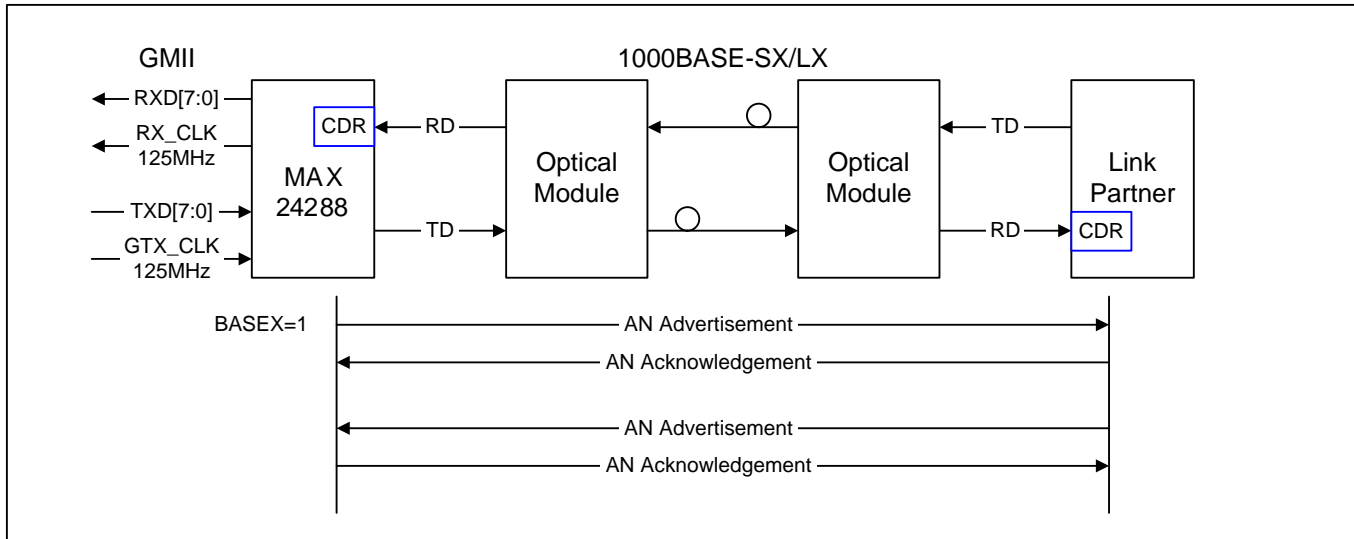 GMII
1000BASE-SX/LX
RXD[7:0]
RX_CLK
125MHz
TXD[7:0]
GTX_CLK
125MHz
CDR
MAX
24288
RD
TD
Optical
Module
Optical
Module
TD
RD
Link
Partner
CDR
BASEX=1
AN Advertisement
AN Acknowledgement
AN Advertisement
AN Acknowledgement